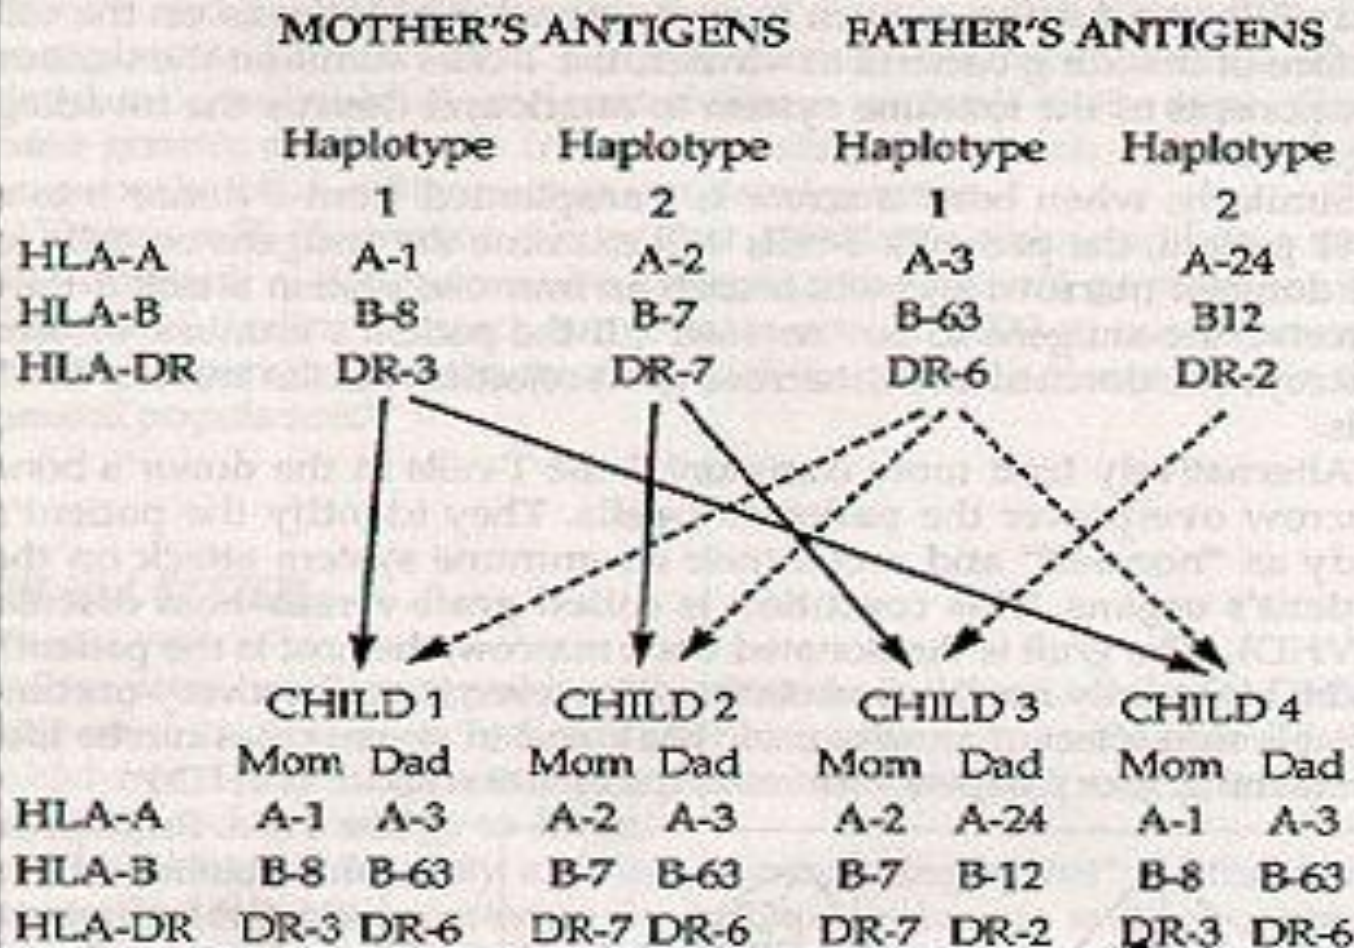 MOTHER'S ANTIGENS FATHER'S ANTIGENS
Haplotype Haplotype Haplotype Haplotype
1 2 1 2
HLA-A A-1 A-2 A-3 A-24
HLA-B B-8 B-7 B-63 B12
HLA-DR DR-3 DR-7 DR-6 DR-2
CHILD 1 CHILD 2 CHILD 3 CHILD 4
Mom Dad Mom Dad Mom Dad Mom Dad
HLA-A A-1 A-3 A-2 A-3 A-2 A-24 A-1 A-3
HLA-B B-8 B-63 B-7 B-63 B-7 B-12 B-8 B-63
HLA-DR DR-3 DR-6 DR-7 DR-6 DR-7 DR-2 DR-3 DR-6